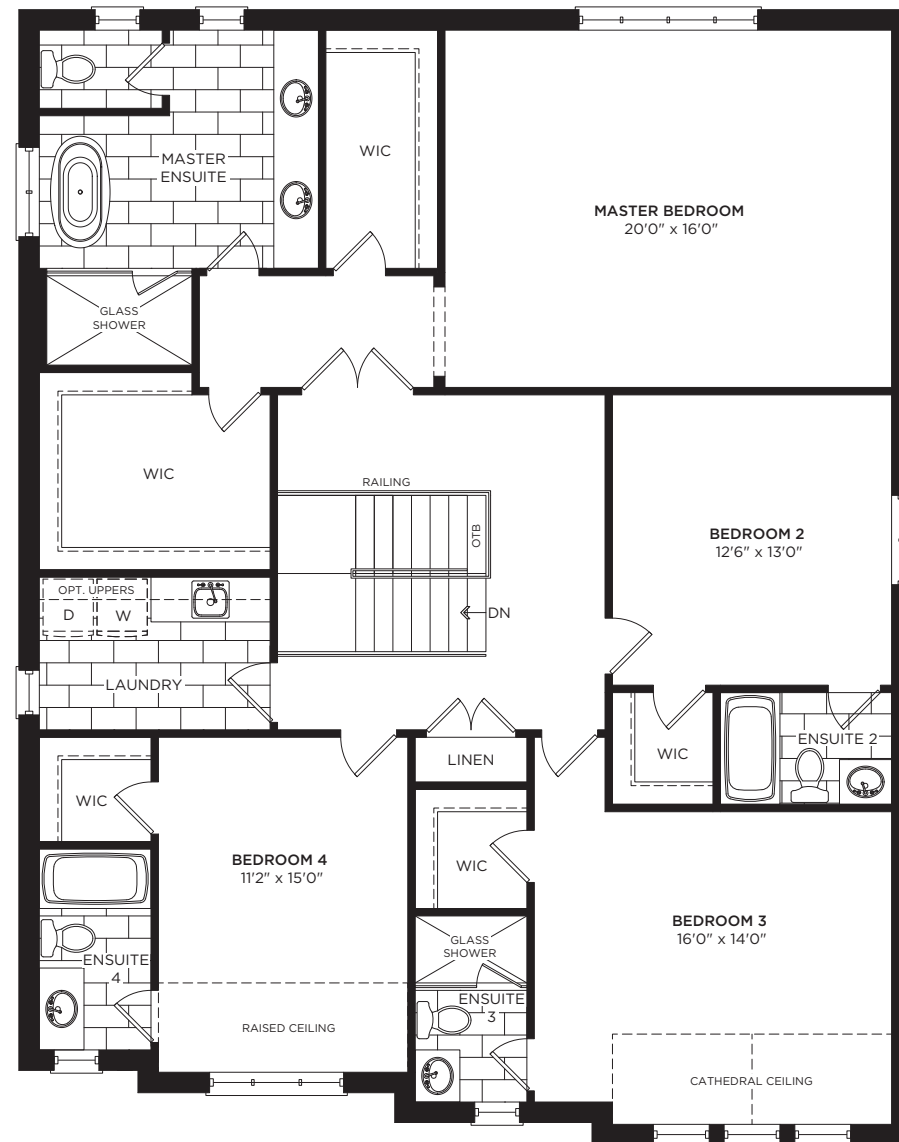 MASTER
ENSUITE
WIC
MASTER BEDROOM
20'0" x 16'0"
GLASS
SHOWER
WIC
RAILING
OTB
DN
BEDROOM 2
12'6" x 13'0"
OPT. UPPERS
D
W
LAUNDRY
LINEN
WIC
ENSUITE 2
WIC
BEDROOM 4
11'2" x 15'0"
WIC
BEDROOM 3
16'0" x 14'0"
GLASS
SHOWER
ENSUITE
4
ENSUITE
3
RAISED CEILING
CATHEDRAL CEILING